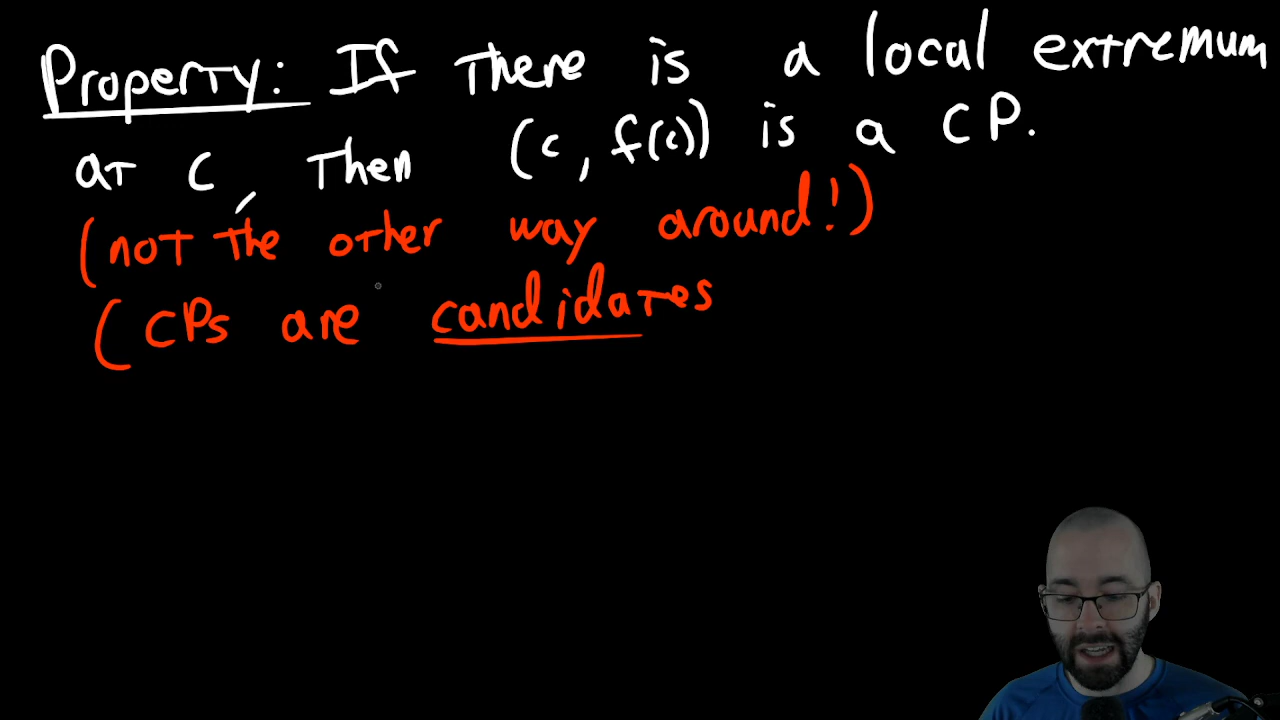 Property: If there is a local extremum
at c, then (c, f(c)) is a CP.
(not the other way around!)
(CPs are candidates